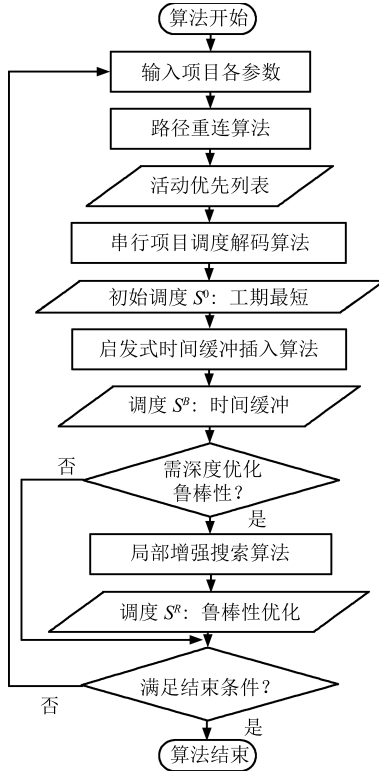 算法开始
输入项目各参数
路径重连算法
活动优先列表
串行项目调度解码算法
初始调度 S⁰：工期最短
启发式时间缓冲插入算法
调度 Sᴮ：时间缓冲
否
需深度优化
鲁棒性？
是
局部增强搜索算法
调度 Sᴿ：鲁棒性优化
满足结束条件？
否
是
算法结束